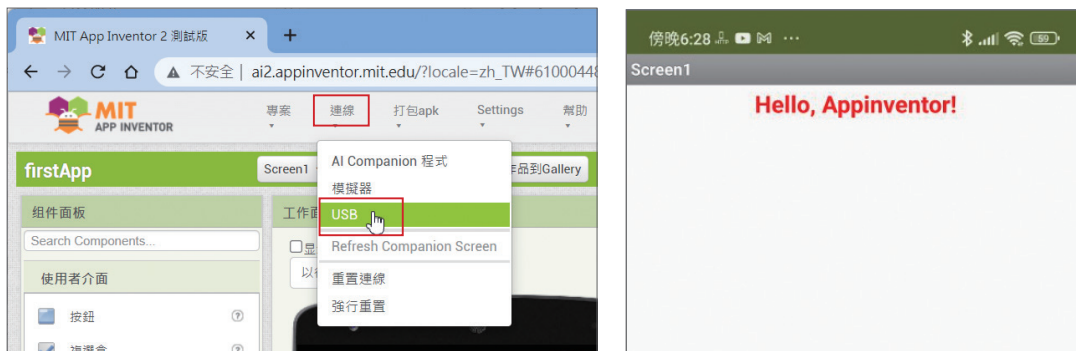 MIT App Inventor 2 測試版
不安全 | ai2.appinventor.mit.edu/?locale=zh_TW#61000448
MIT
APP INVENTOR
專案 連線 打包apk Settings 幫助
firstApp
Screen1
作品到Gallery
AI Companion 程式
模擬器
USB
Refresh Companion Screen
重置連線
強行重置
组件面板
Search Components...
使用者介面
按鈕
工作面
显
以
傍晚6:28
59
Screen1
Hello, Appinventor!